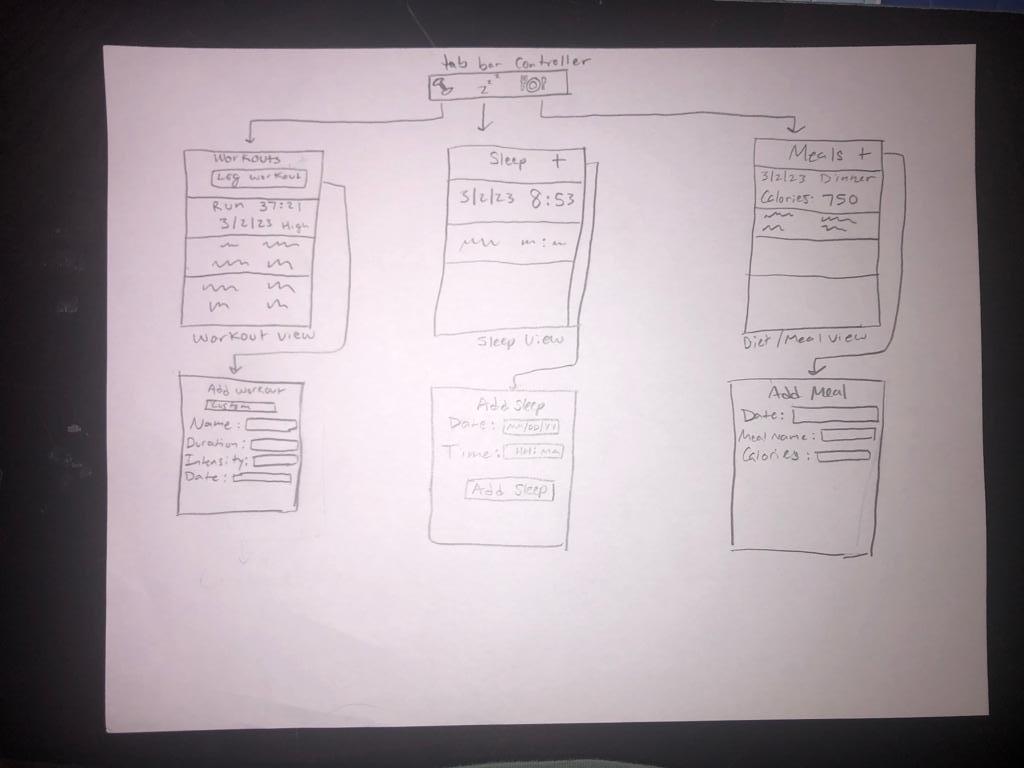 tab bar controller
zzz
Workouts
Log workout
Run 37:21
3/2/23 High
Workout View
Add workout
Custom
Name:
Duration:
Intensity:
Date:
Sleep +
3/2/23 8:53
Sleep View
Add Sleep
Date: MM/DD/YY
Time:
Add Sleep
Meals +
3/2/23 Dinner
Calories: 750
Diet/Meal View
Add Meal
Date:
Meal Name:
Calories: